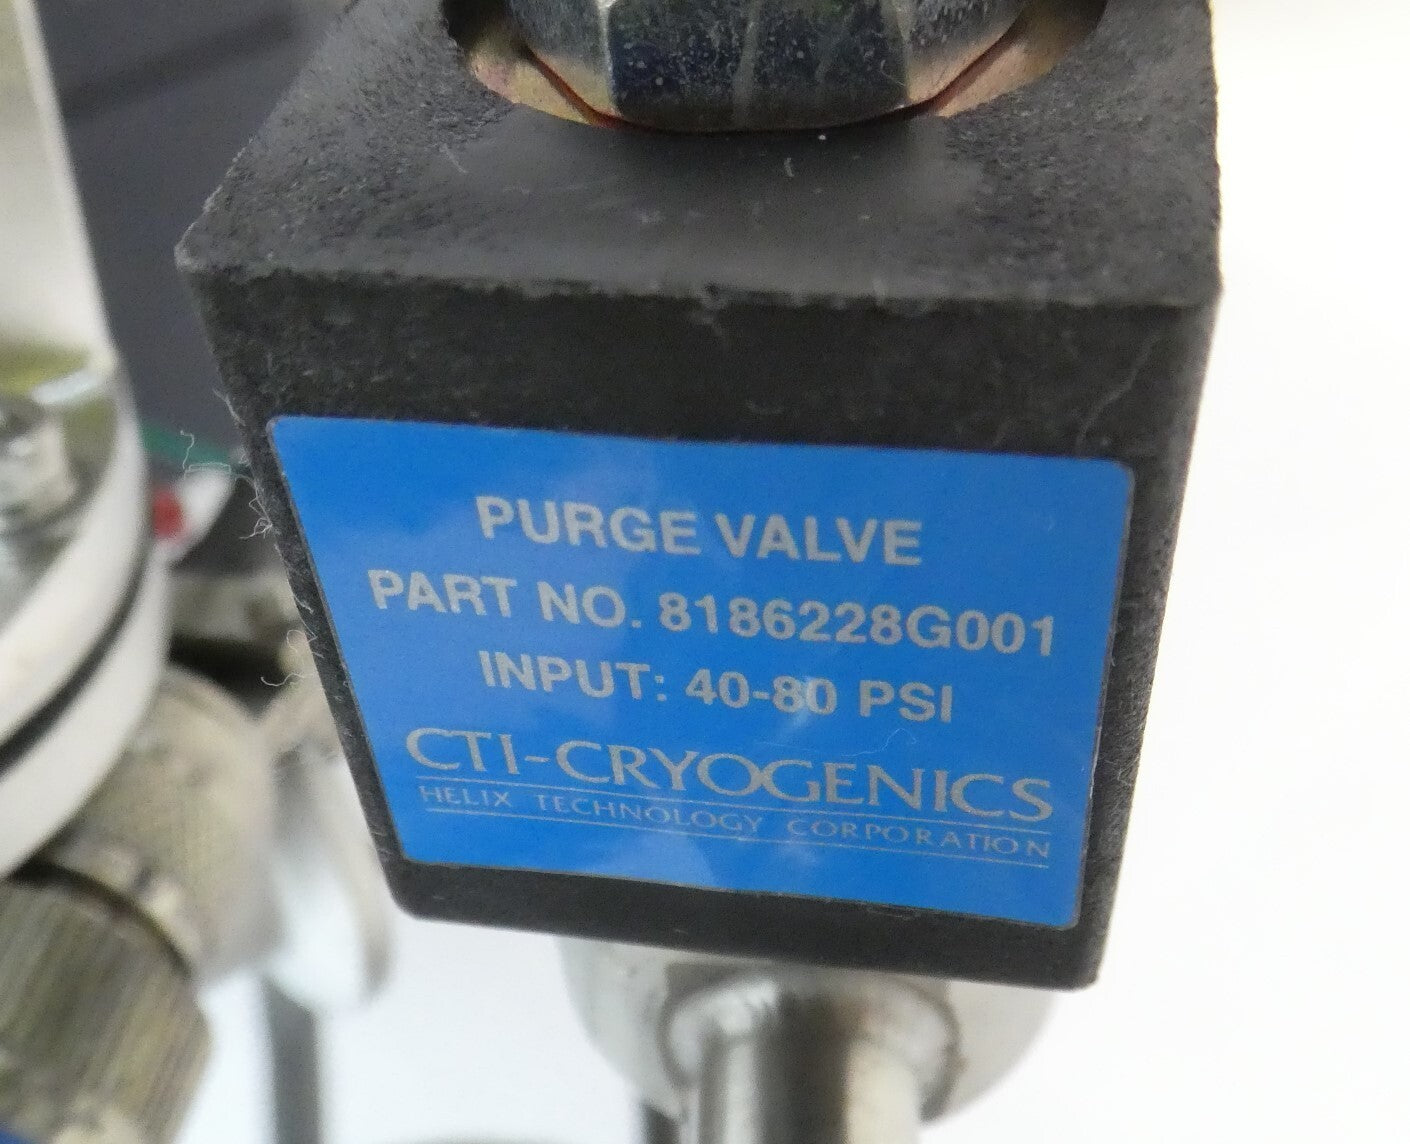 PURGE VALVE
PART NO. 8186228G001
INPUT: 40-80 PSI
CTI-CRYOGENICS
HELIX TECHNOLOGY CORPORATION